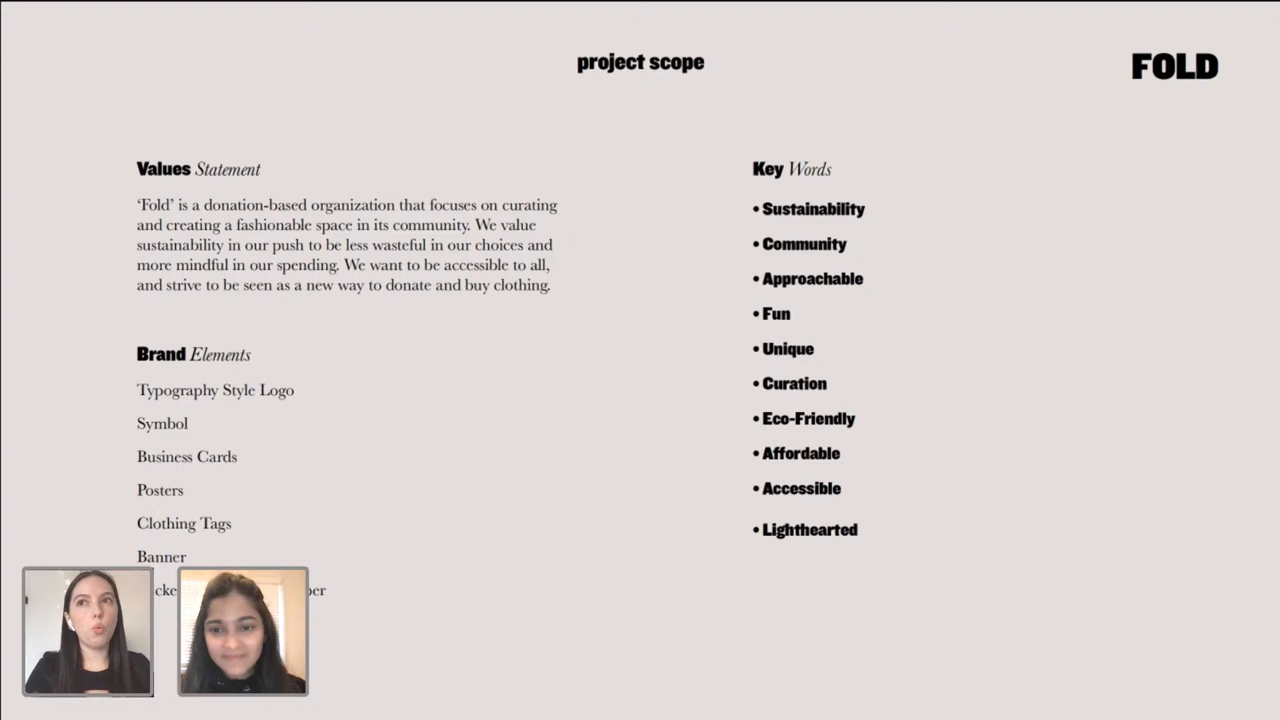 project scope
FOLD
Values Statement
‘Fold’ is a donation-based organization that focuses on curating
and creating a fashionable space in its community. We value
sustainability in our push to be less wasteful in our choices and
more mindful in our spending. We want to be accessible to all,
and strive to be seen as a new way to donate and buy clothing.
Brand Elements
Typography Style Logo
Symbol
Business Cards
Posters
Clothing Tags
Banner
Key Words
• Sustainability
• Community
• Approachable
• Fun
• Unique
• Curation
• Eco-Friendly
• Affordable
• Accessible
• Lighthearted